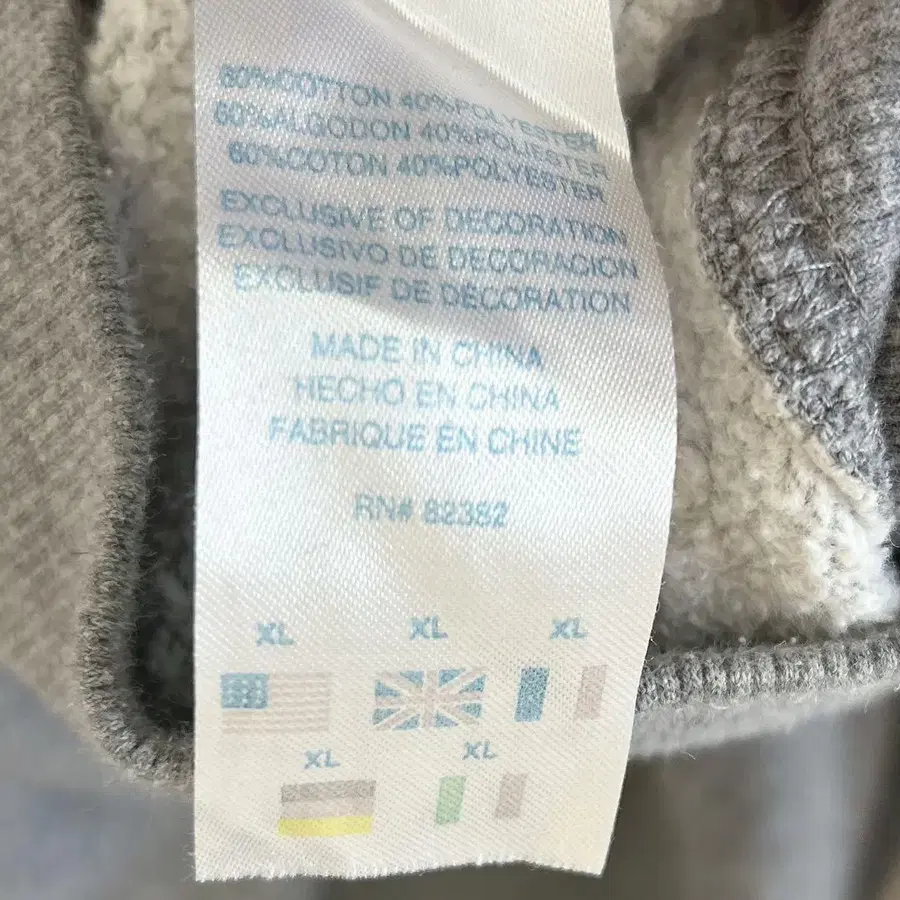 60%COTTON 40%POLYESTER
60%ALGODON 40%POLIESTER
60%COTON 40%POLYESTER
EXCLUSIVE OF DECORATION
EXCLUSIVO DE DECORACION
EXCLUSIF DE DÉCORATION
MADE IN CHINA
HECHO EN CHINA
FABRIQUE EN CHINE
RN# 82382
XL XL XL
XL XL